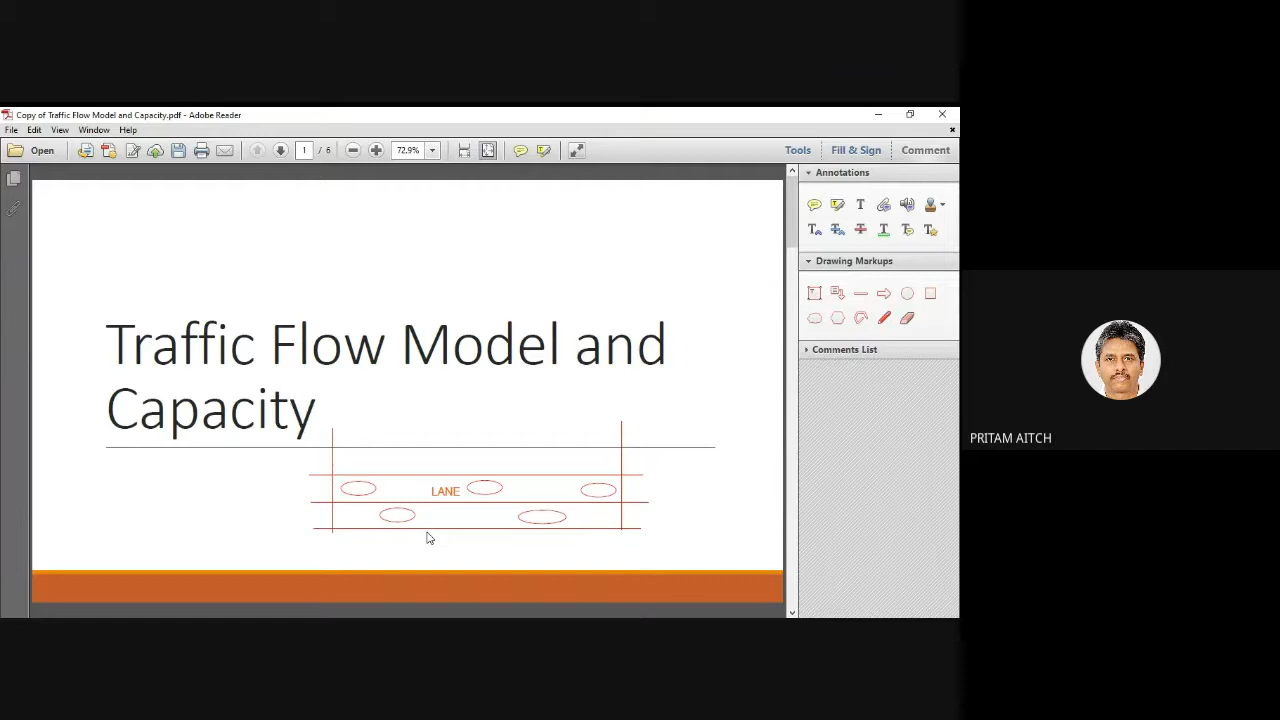 Copy of Traffic Flow Model and Capacity.pdf - Adobe Reader
File Edit View Window Help
Open 1 / 6 72.9% Tools Fill & Sign Comment
Annotations
Drawing Markups
Comments List
Traffic Flow Model and
Capacity
LANE
PRITAM AITCH